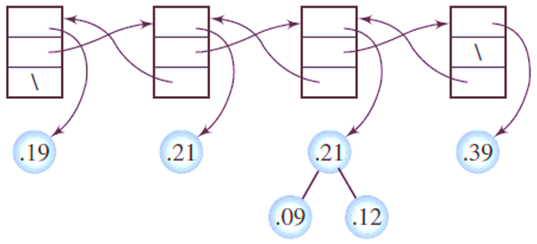 \
\
.19 .21 .21 .39
.09 .12